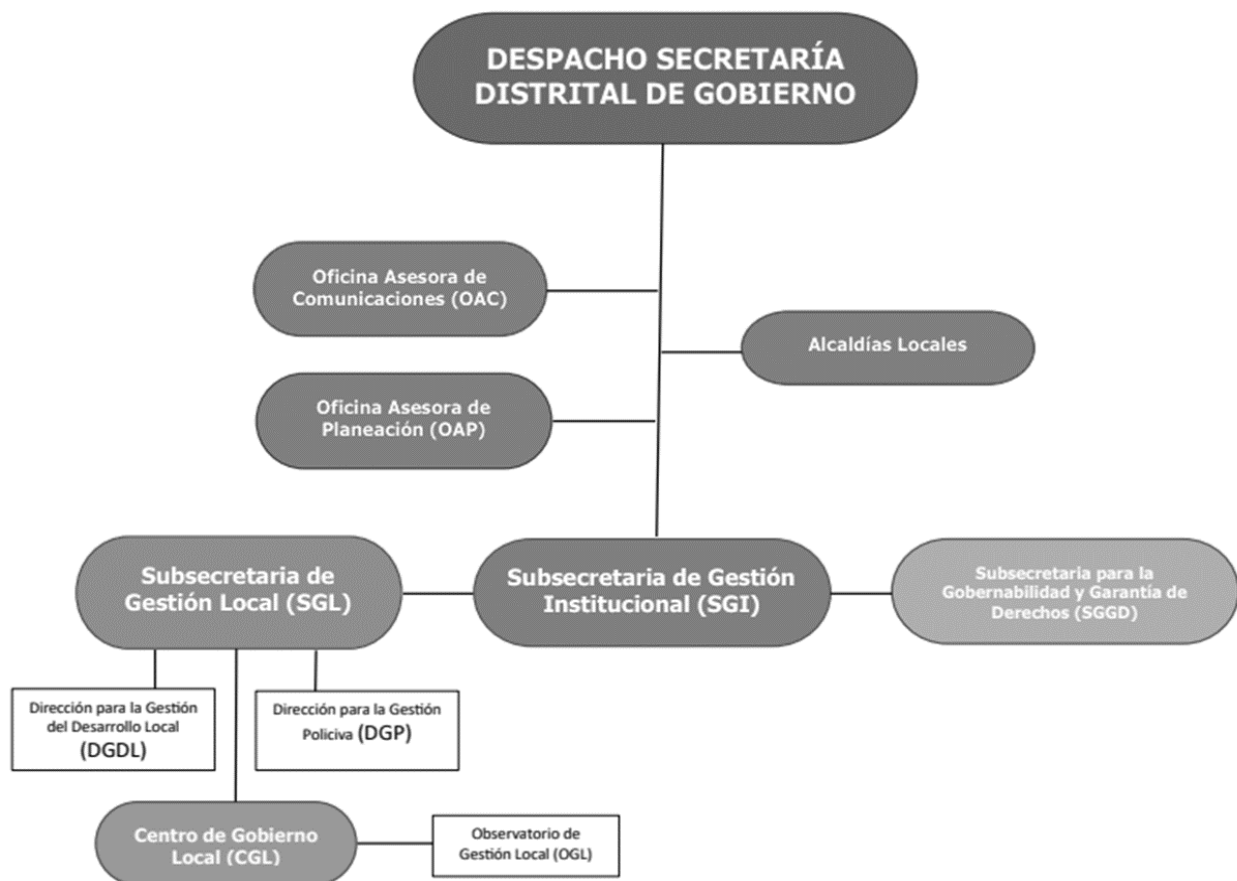 DESPACHO SECRETARÍA
DISTRITAL DE GOBIERNO
Oficina Asesora de
Comunicaciones (OAC)
Alcaldías Locales
Oficina Asesora de
Planeación (OAP)
Subsecretaria de
Gestión Local (SGL)
Subsecretaria de Gestión
Institucional (SGI)
Subsecretaria para la
Gobernabilidad y Garantía de
Derechos (SGGD)
Dirección para la Gestión
del Desarrollo Local
(DGDL)
Dirección para la Gestión
Policiva (DGP)
Centro de Gobierno
Local (CGL)
Observatorio de
Gestión Local (OGL)